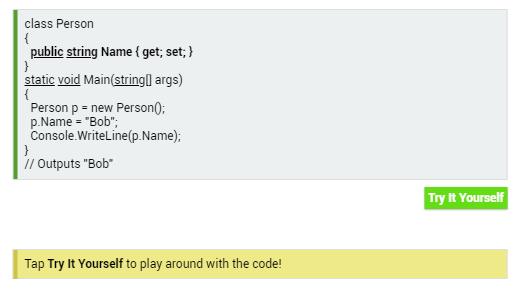 class Person
{
public string Name { get; set; }
}
static void Main(string[] args)
{
Person p = new Person();
p.Name = "Bob";
Console.WriteLine(p.Name);
}
// Outputs "Bob"
Try It Yourself
Tap Try It Yourself to play around with the code!